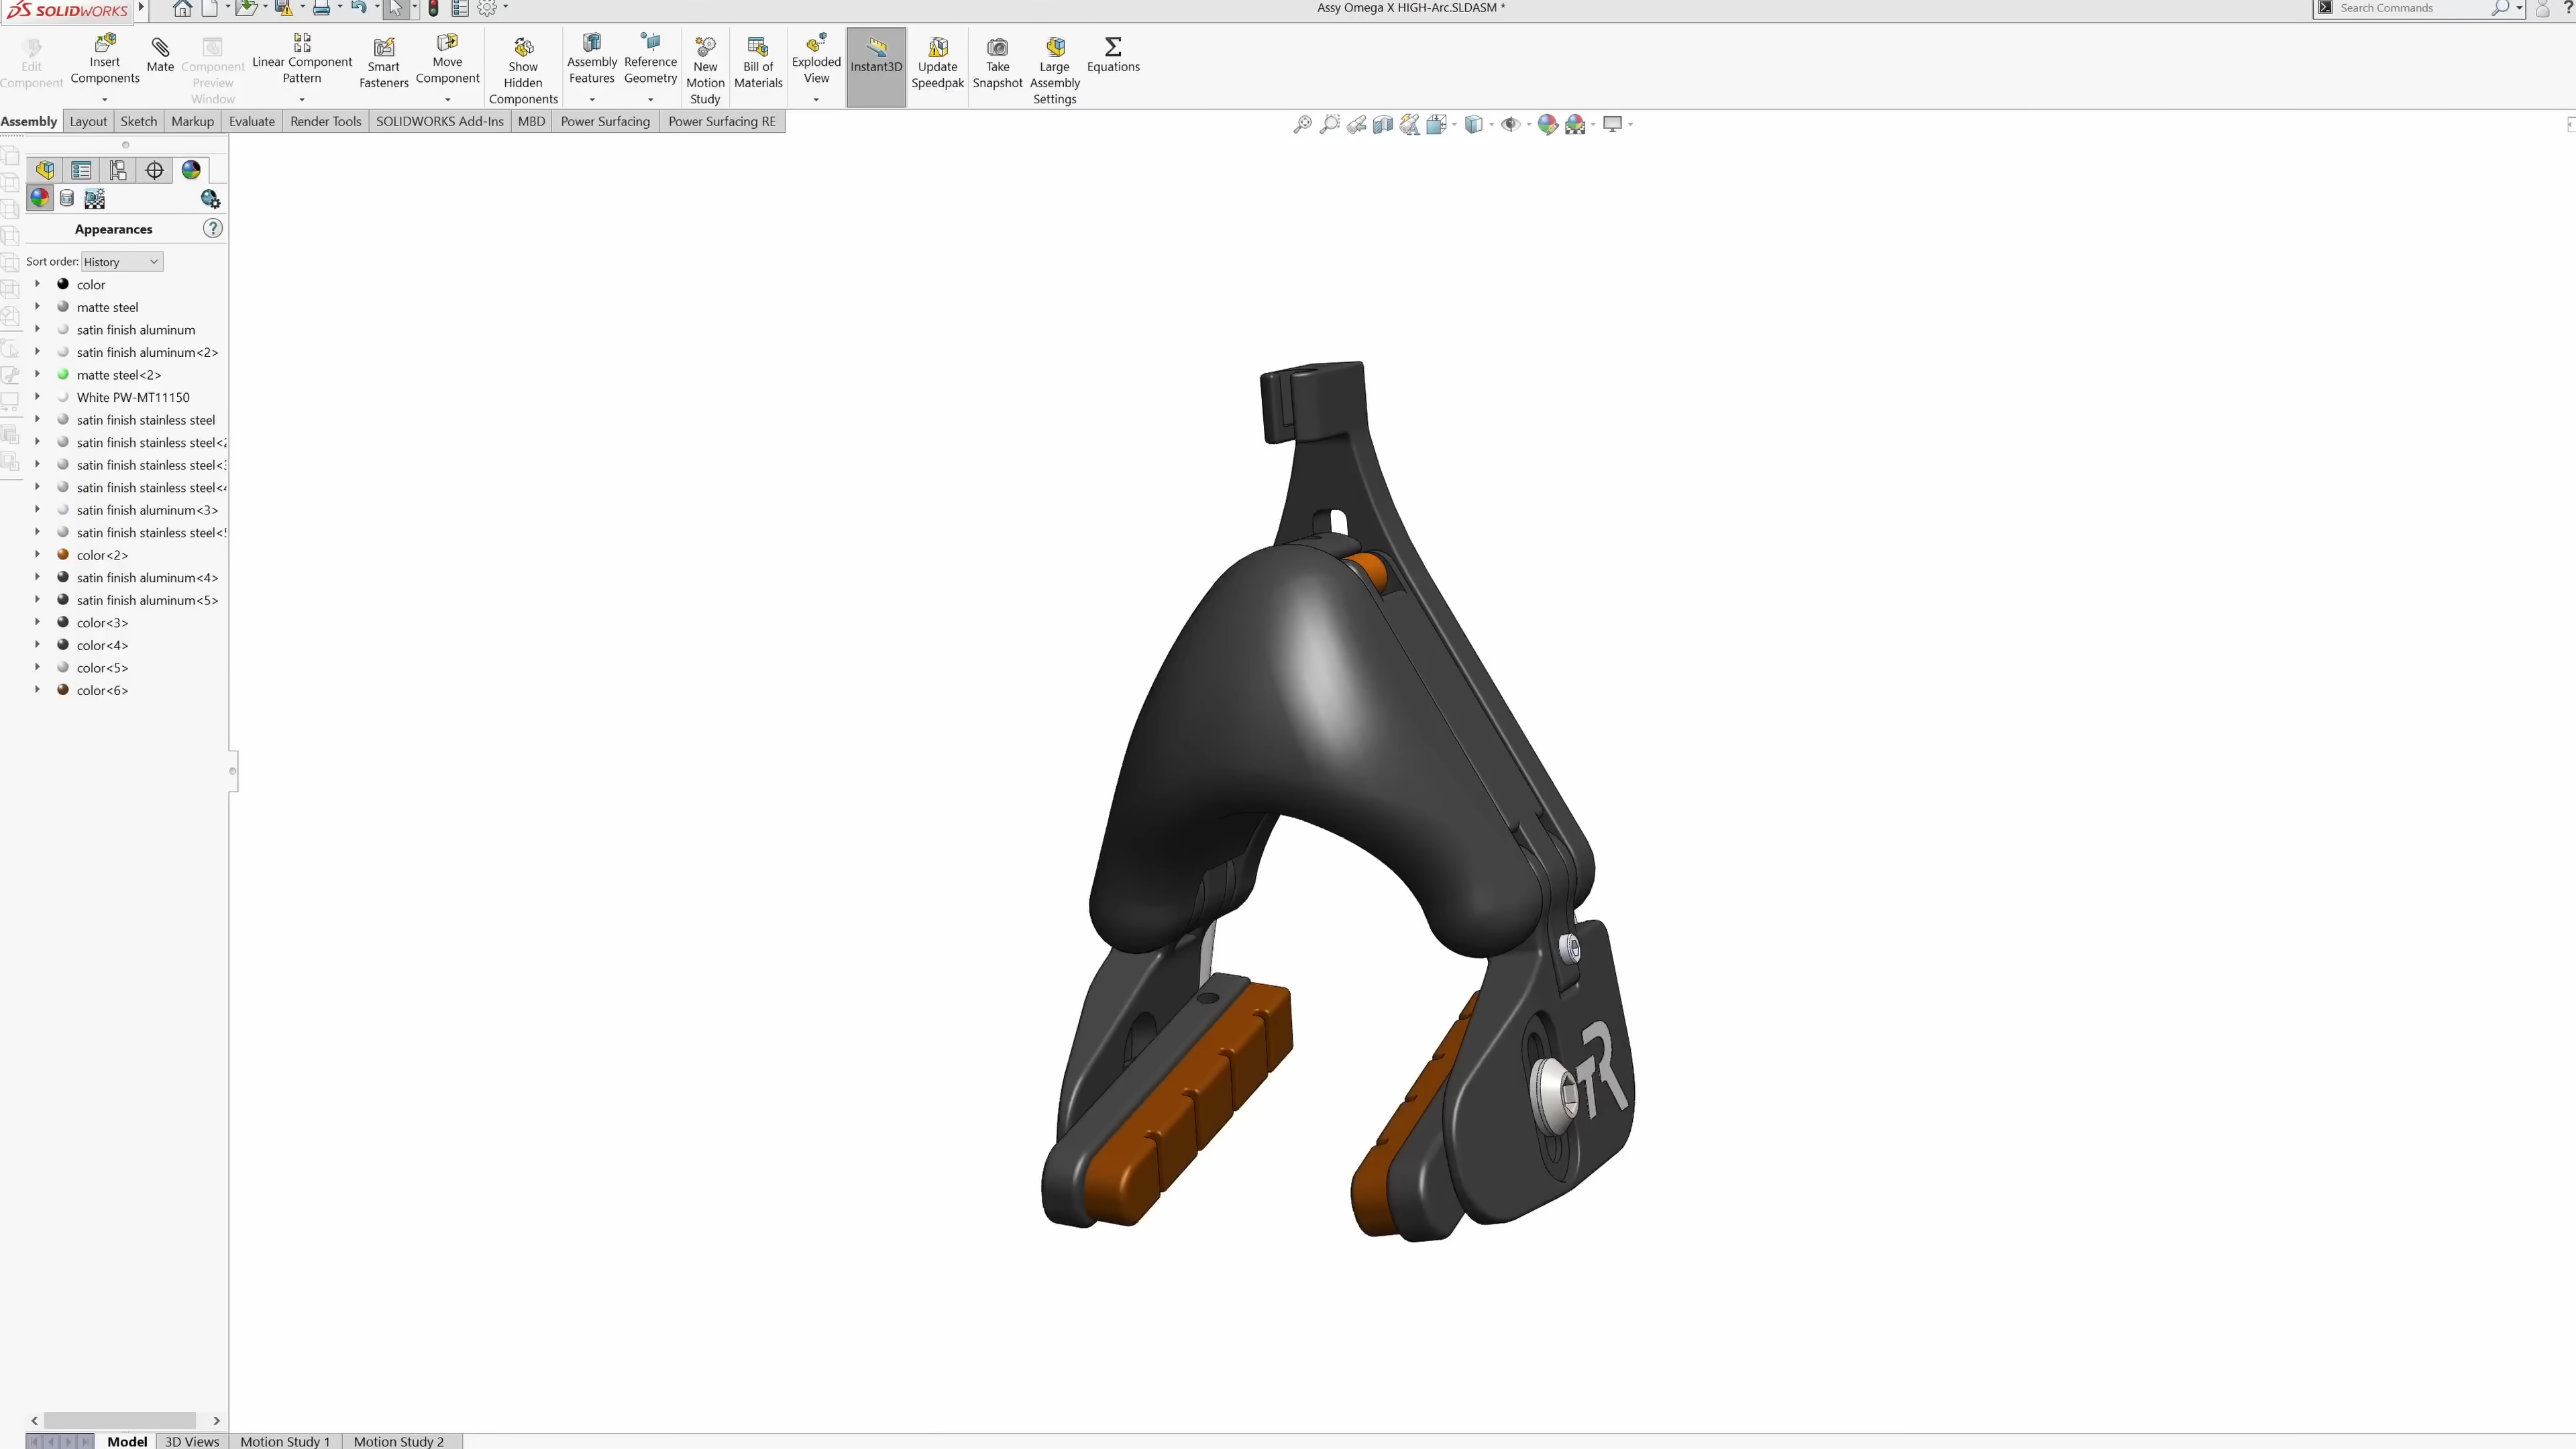 SOLIDWORKS
Assy Omega X HIGH-Arc.SLDASM *
Search Commands
Edit Component
Insert Components
Mate
Component Preview Window
Linear Component Pattern
Smart Fasteners
Move Component
Show Hidden Components
Assembly Features
Reference Geometry
New Motion Study
Bill of Materials
Exploded View
Instant3D
Update Speedpak
Take Snapshot
Large Assembly Settings
Equations
Assembly
Layout
Sketch
Markup
Evaluate
Render Tools
SOLIDWORKS Add-Ins
MBD
Power Surfacing
Power Surfacing RE
Appearances
Sort order: History
color
matte steel
satin finish aluminum
satin finish aluminum<2>
matte steel<2>
White PW-MT11150
satin finish stainless steel
satin finish stainless steel<2
satin finish stainless steel<3
satin finish stainless steel<4
satin finish aluminum<3>
satin finish stainless steel<5
color<2>
satin finish aluminum<4>
satin finish aluminum<5>
color<3>
color<4>
color<5>
color<6>
TR
Model
3D Views
Motion Study 1
Motion Study 2